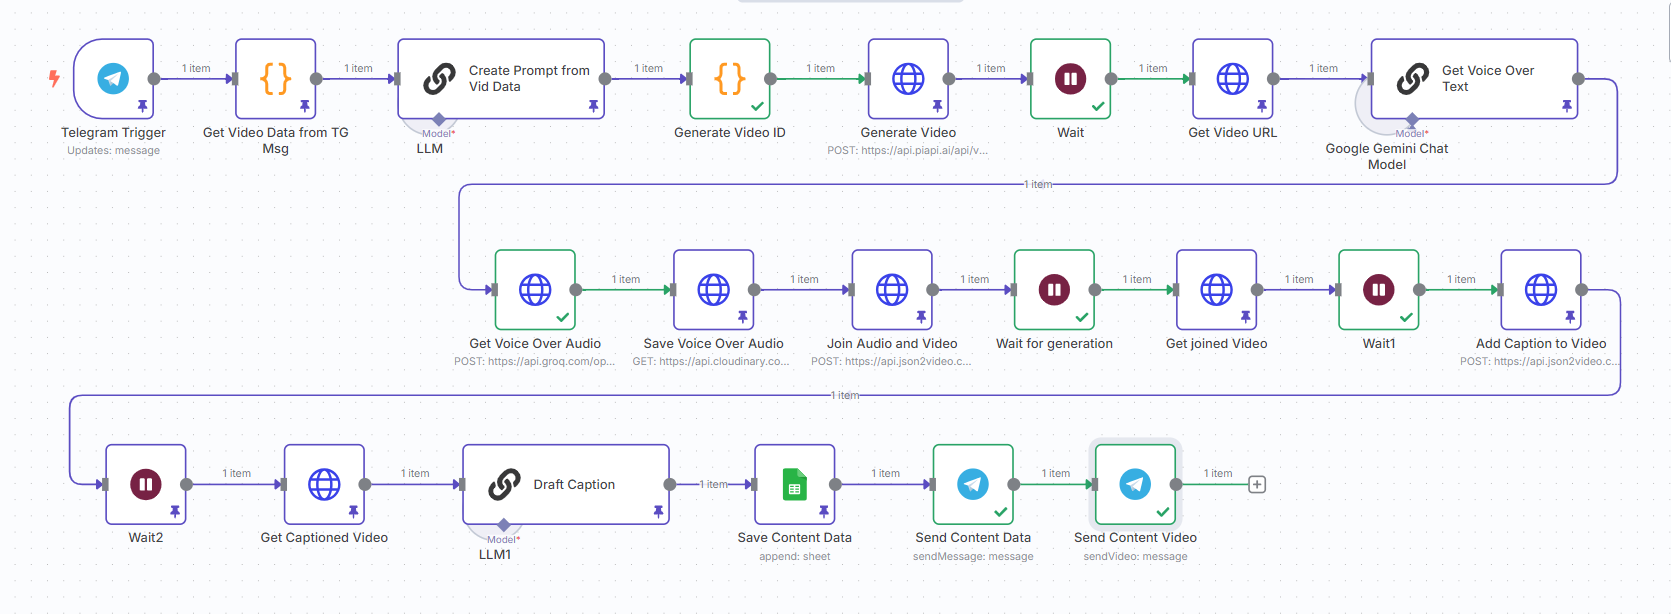 1 item
1 item
Create Prompt from
Vid Data
1 item
1 item
1 item
1 item
1 item
Get Voice Over
Text
Telegram Trigger
Updates: message
Get Video Data from TG
Msg
Model*
LLM
Generate Video ID
Generate Video
POST: https://api.piapi.ai/api/v...
Wait
Get Video URL
Model*
Google Gemini Chat
Model
1 item
1 item
1 item
1 item
1 item
1 item
1 item
Get Voice Over Audio
POST: https://api.groq.com/op...
Save Voice Over Audio
GET: https://api.cloudinary.co...
Join Audio and Video
POST: https://api.json2video.c...
Wait for generation
Get joined Video
Wait1
Add Caption to Video
POST: https://api.json2video.c...
1 item
1 item
1 item
Draft Caption
1 item
1 item
1 item
1 item
Wait2
Get Captioned Video
Model*
LLM1
Save Content Data
append: sheet
Send Content Data
sendMessage: message
Send Content Video
sendVideo: message